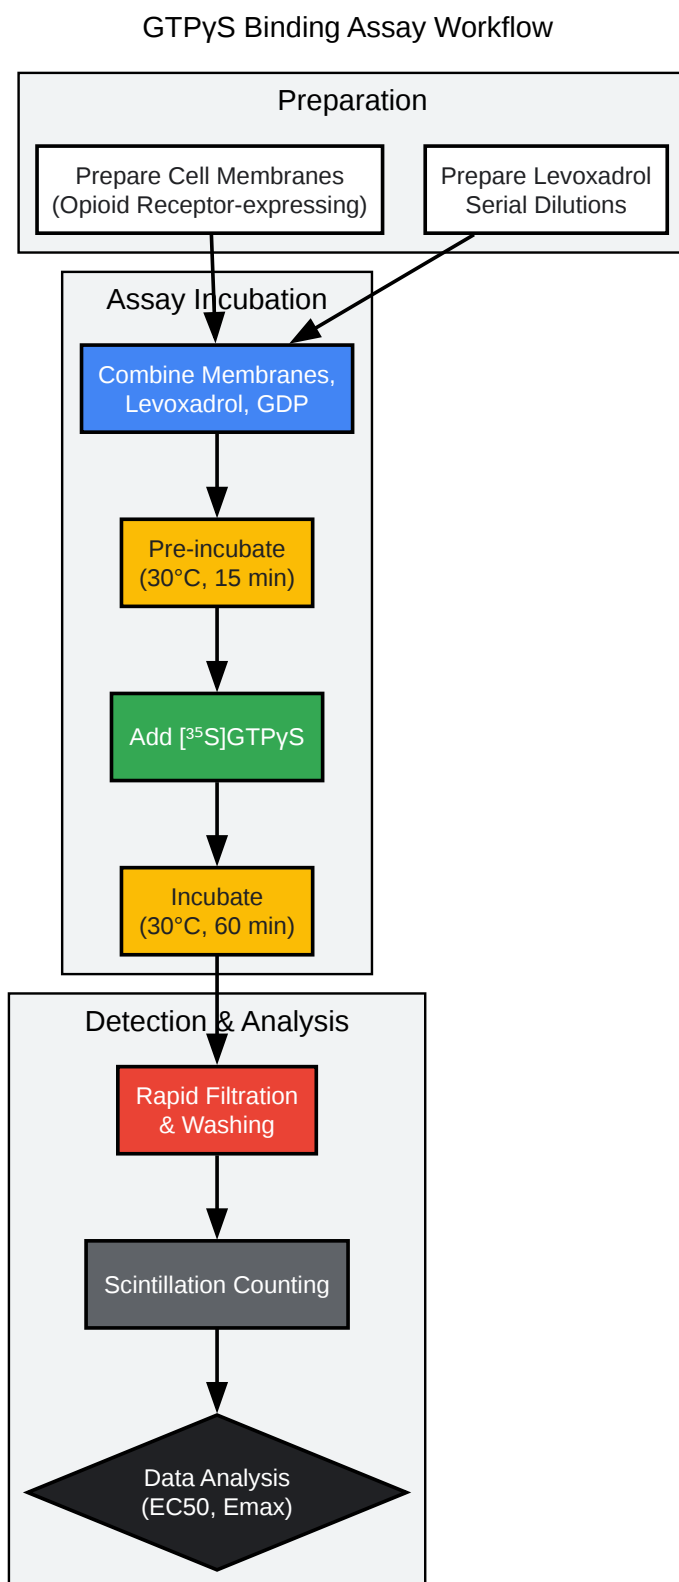 GTPγS Binding Assay Workflow
Preparation
Prepare Cell Membranes
(Opioid Receptor-expressing)
Prepare Levoxadrol
Serial Dilutions
Assay Incubation
Combine Membranes,
Levoxadrol, GDP
Pre-incubate
(30°C, 15 min)
Add [³⁵S]GTPγS
Incubate
(30°C, 60 min)
Detection & Analysis
Rapid Filtration
& Washing
Scintillation Counting
Data Analysis
(EC50, Emax)